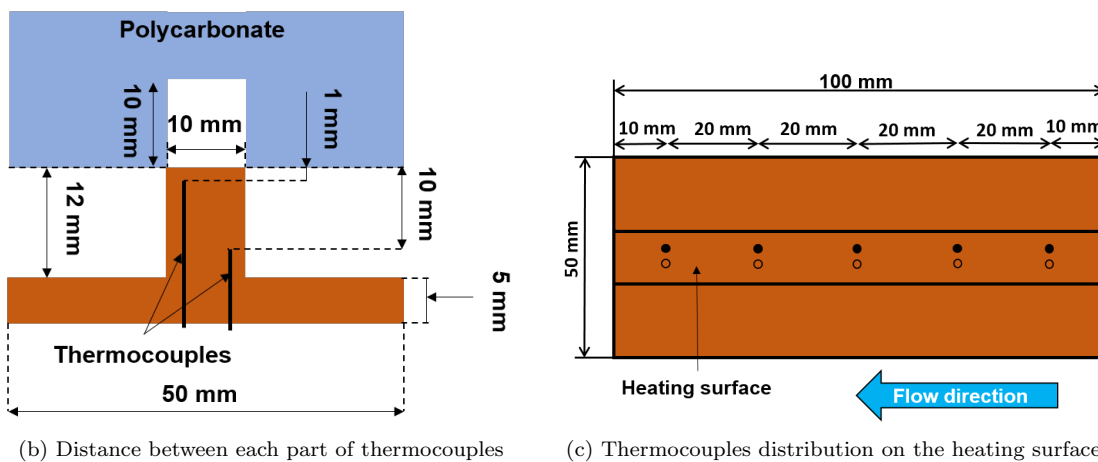 Polycarbonate
10 mm
10 mm
1 mm
12 mm
10 mm
5 mm
Thermocouples
50 mm
(b) Distance between each part of thermocouples
100 mm
10 mm 20 mm 20 mm 20 mm 20 mm 10 mm
50 mm
Heating surface
Flow direction
(c) Thermocouples distribution on the heating surface